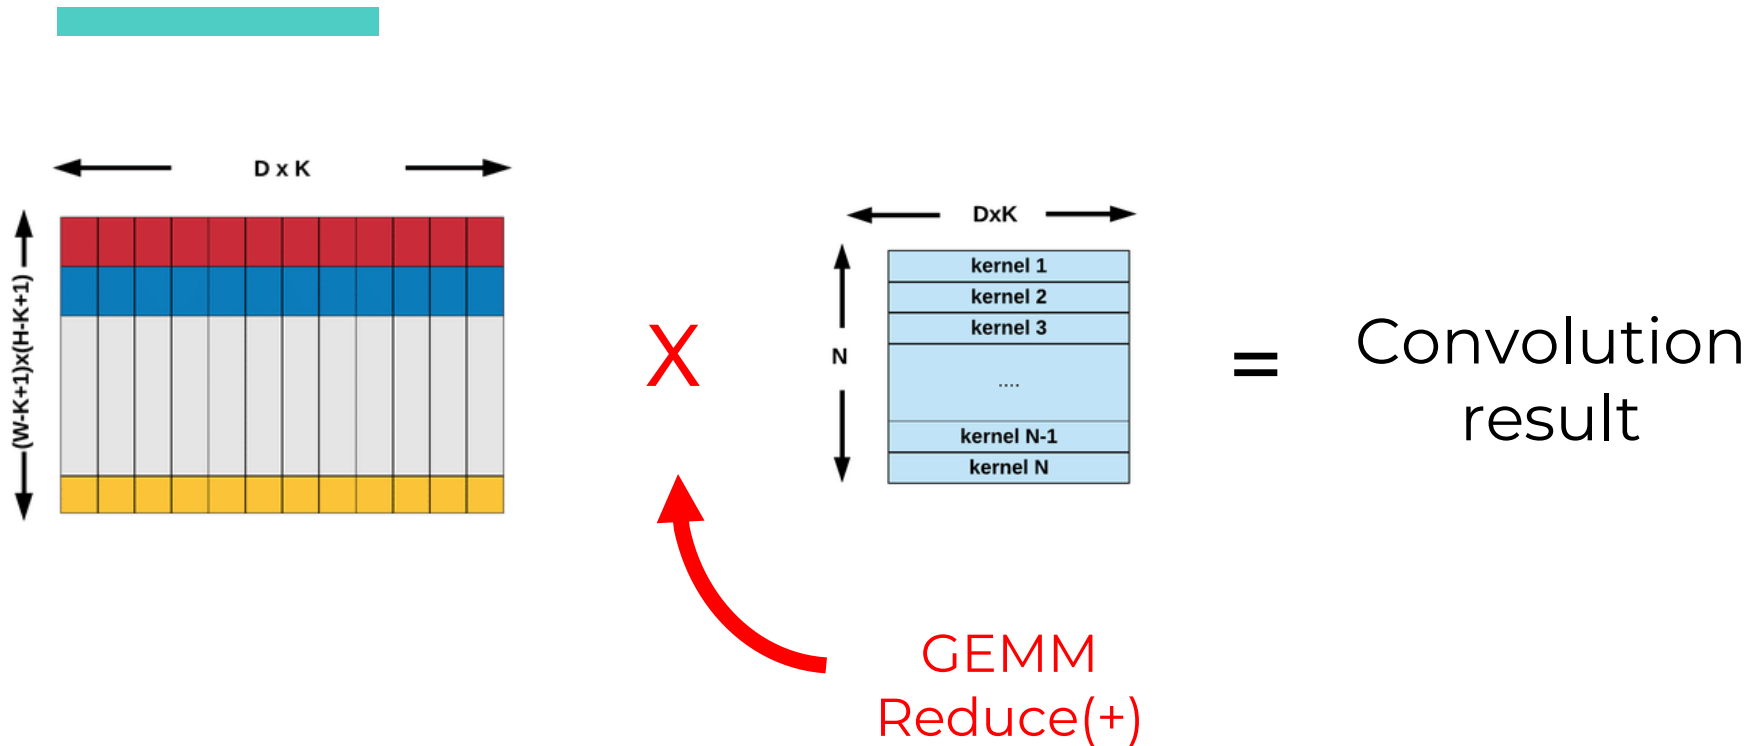 D x K
(W-K+1)x(H-K+1)
X
DxK
N
kernel 1
kernel 2
kernel 3
....
kernel N-1
kernel N
=
Convolution
result
GEMM
Reduce(+)